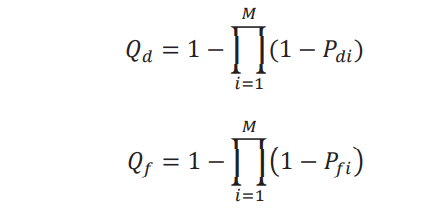 Q_d = 1 − ∏_{i=1}^{M} (1 − P_{di})
Q_f = 1 − ∏_{i=1}^{M} (1 − P_{fi})